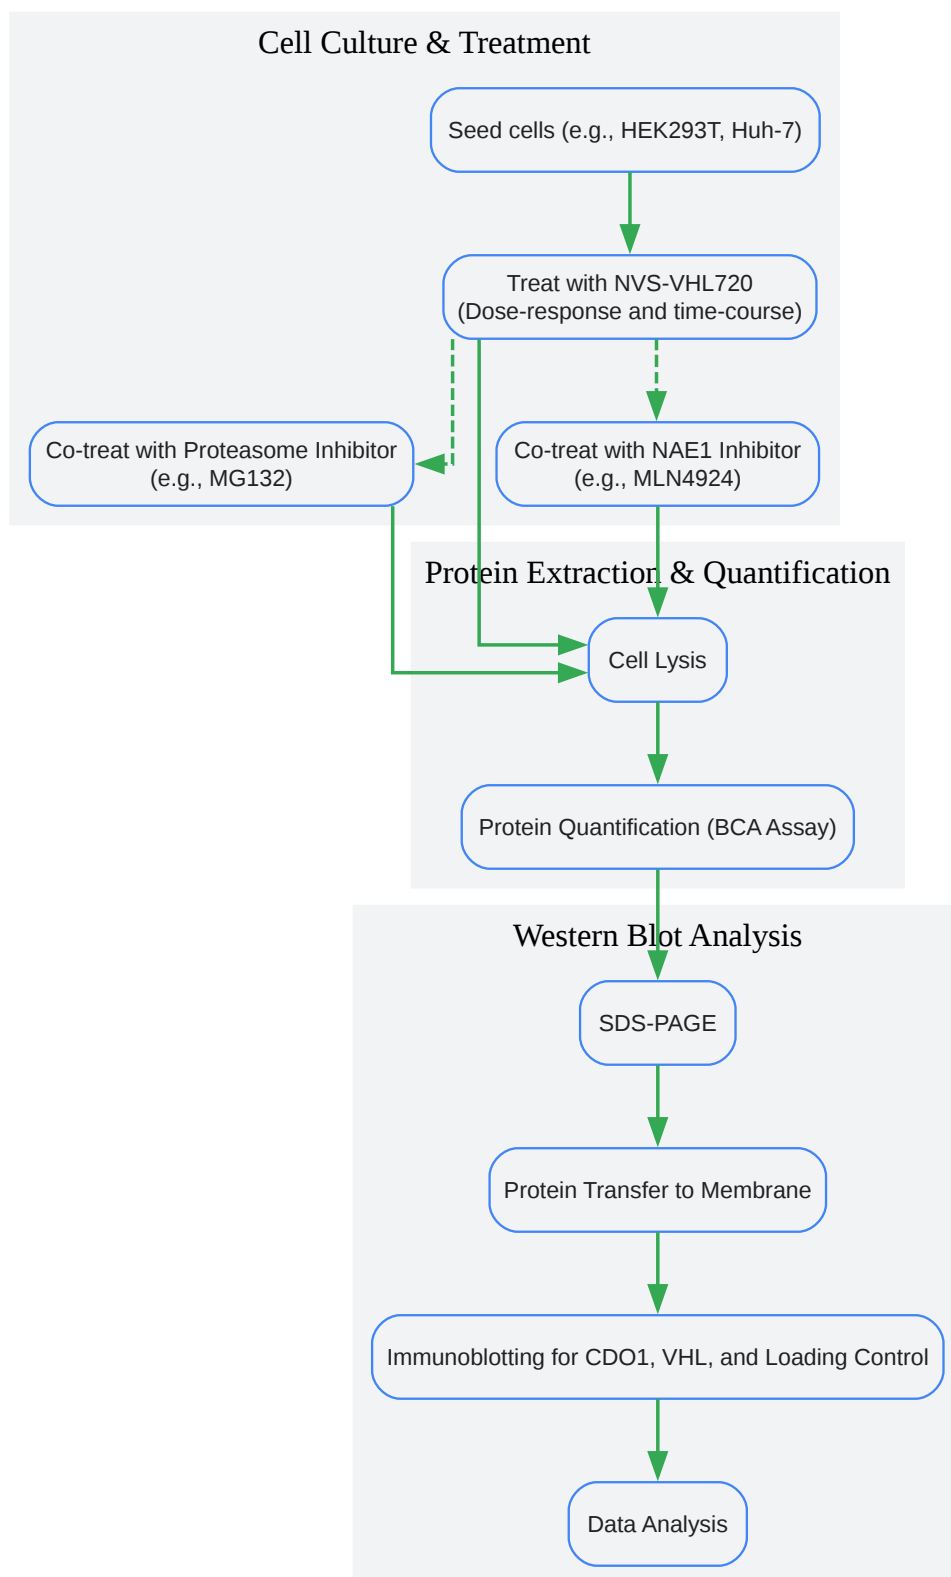 Cell Culture & Treatment
Seed cells (e.g., HEK293T, Huh-7)
Treat with NVS-VHL720
(Dose-response and time-course)
Co-treat with Proteasome Inhibitor
(e.g., MG132)
Co-treat with NAE1 Inhibitor
(e.g., MLN4924)
Protein Extraction & Quantification
Cell Lysis
Protein Quantification (BCA Assay)
Western Blot Analysis
SDS-PAGE
Protein Transfer to Membrane
Immunoblotting for CDO1, VHL, and Loading Control
Data Analysis